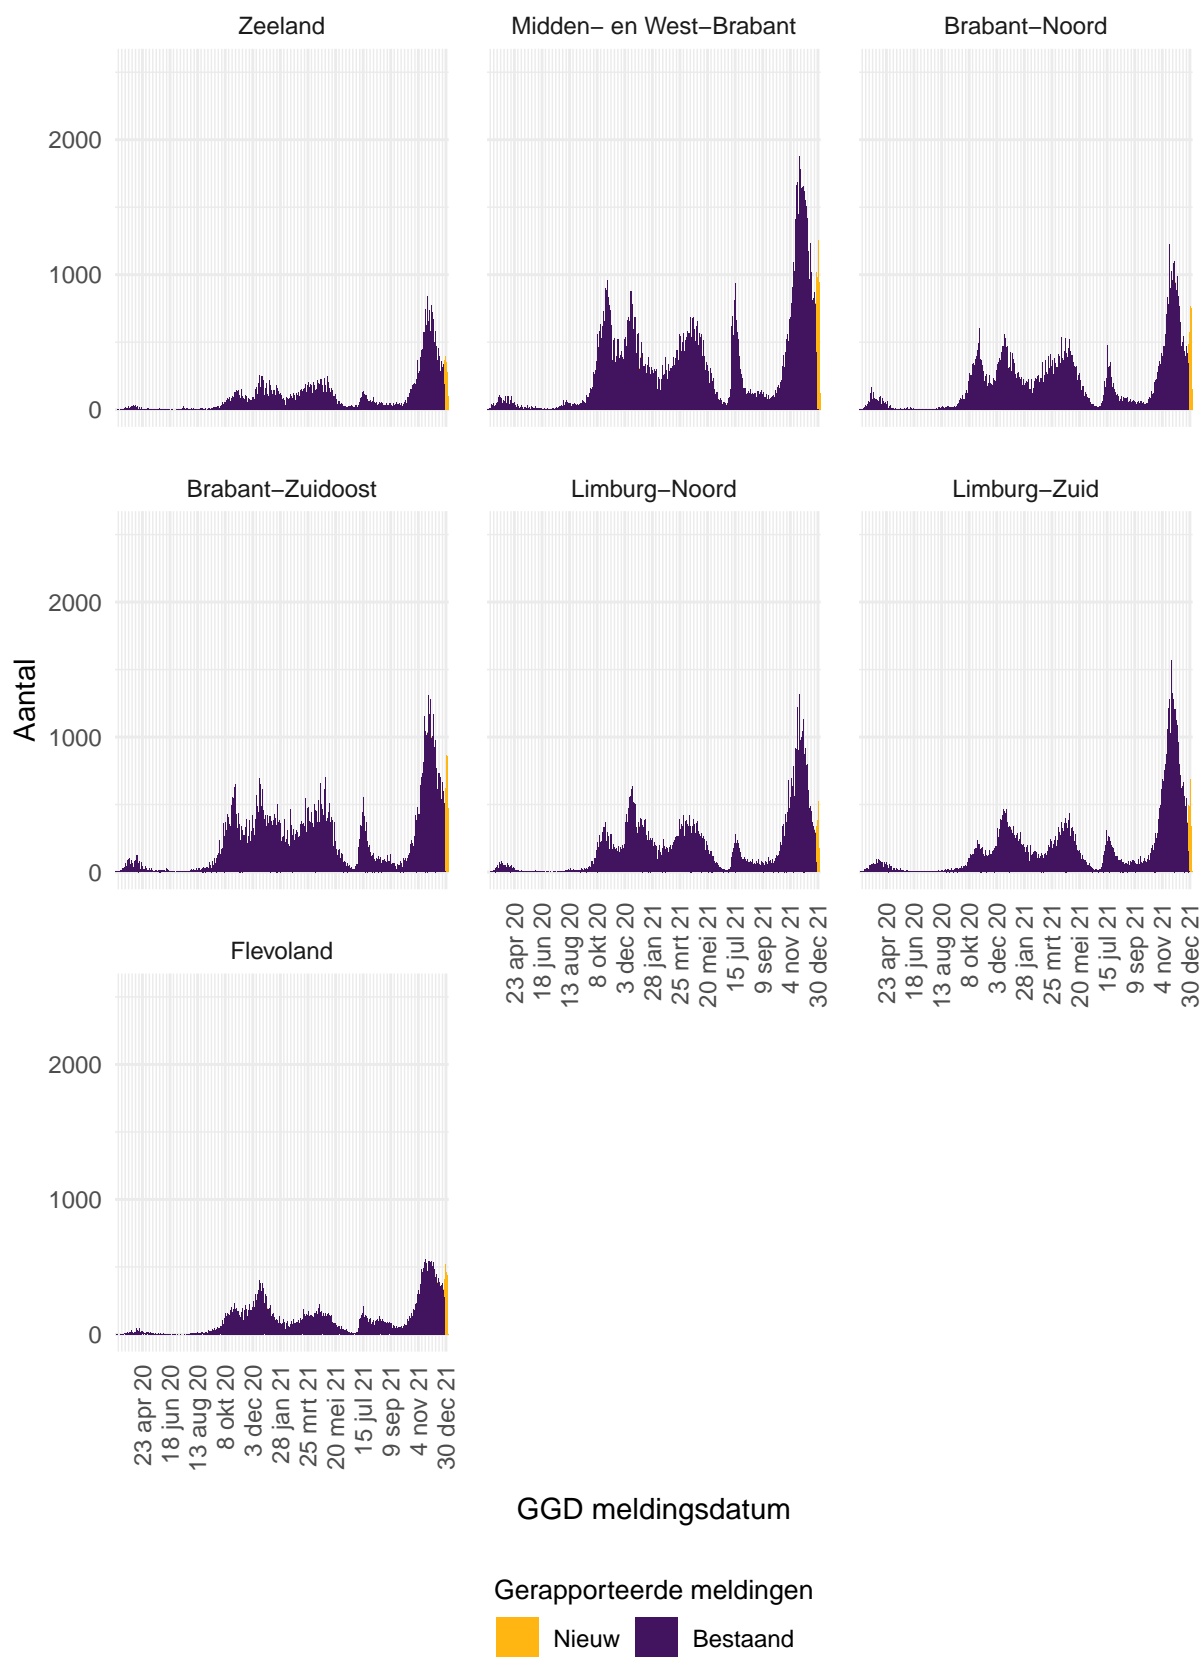 Zeeland
Midden– en West–Brabant
Brabant–Noord
2000
1000
0
Brabant–Zuidoost
Limburg–Noord
Limburg–Zuid
2000
1000
0
Aantal
23 apr 20
18 jun 20
13 aug 20
8 okt 20
3 dec 20
28 jan 21
25 mrt 21
20 mei 21
15 jul 21
9 sep 21
4 nov 21
30 dec 21
23 apr 20
18 jun 20
13 aug 20
8 okt 20
3 dec 20
28 jan 21
25 mrt 21
20 mei 21
15 jul 21
9 sep 21
4 nov 21
30 dec 21
Flevoland
2000
1000
0
23 apr 20
18 jun 20
13 aug 20
8 okt 20
3 dec 20
28 jan 21
25 mrt 21
20 mei 21
15 jul 21
9 sep 21
4 nov 21
30 dec 21
GGD meldingsdatum
Gerapporteerde meldingen
Nieuw
Bestaand